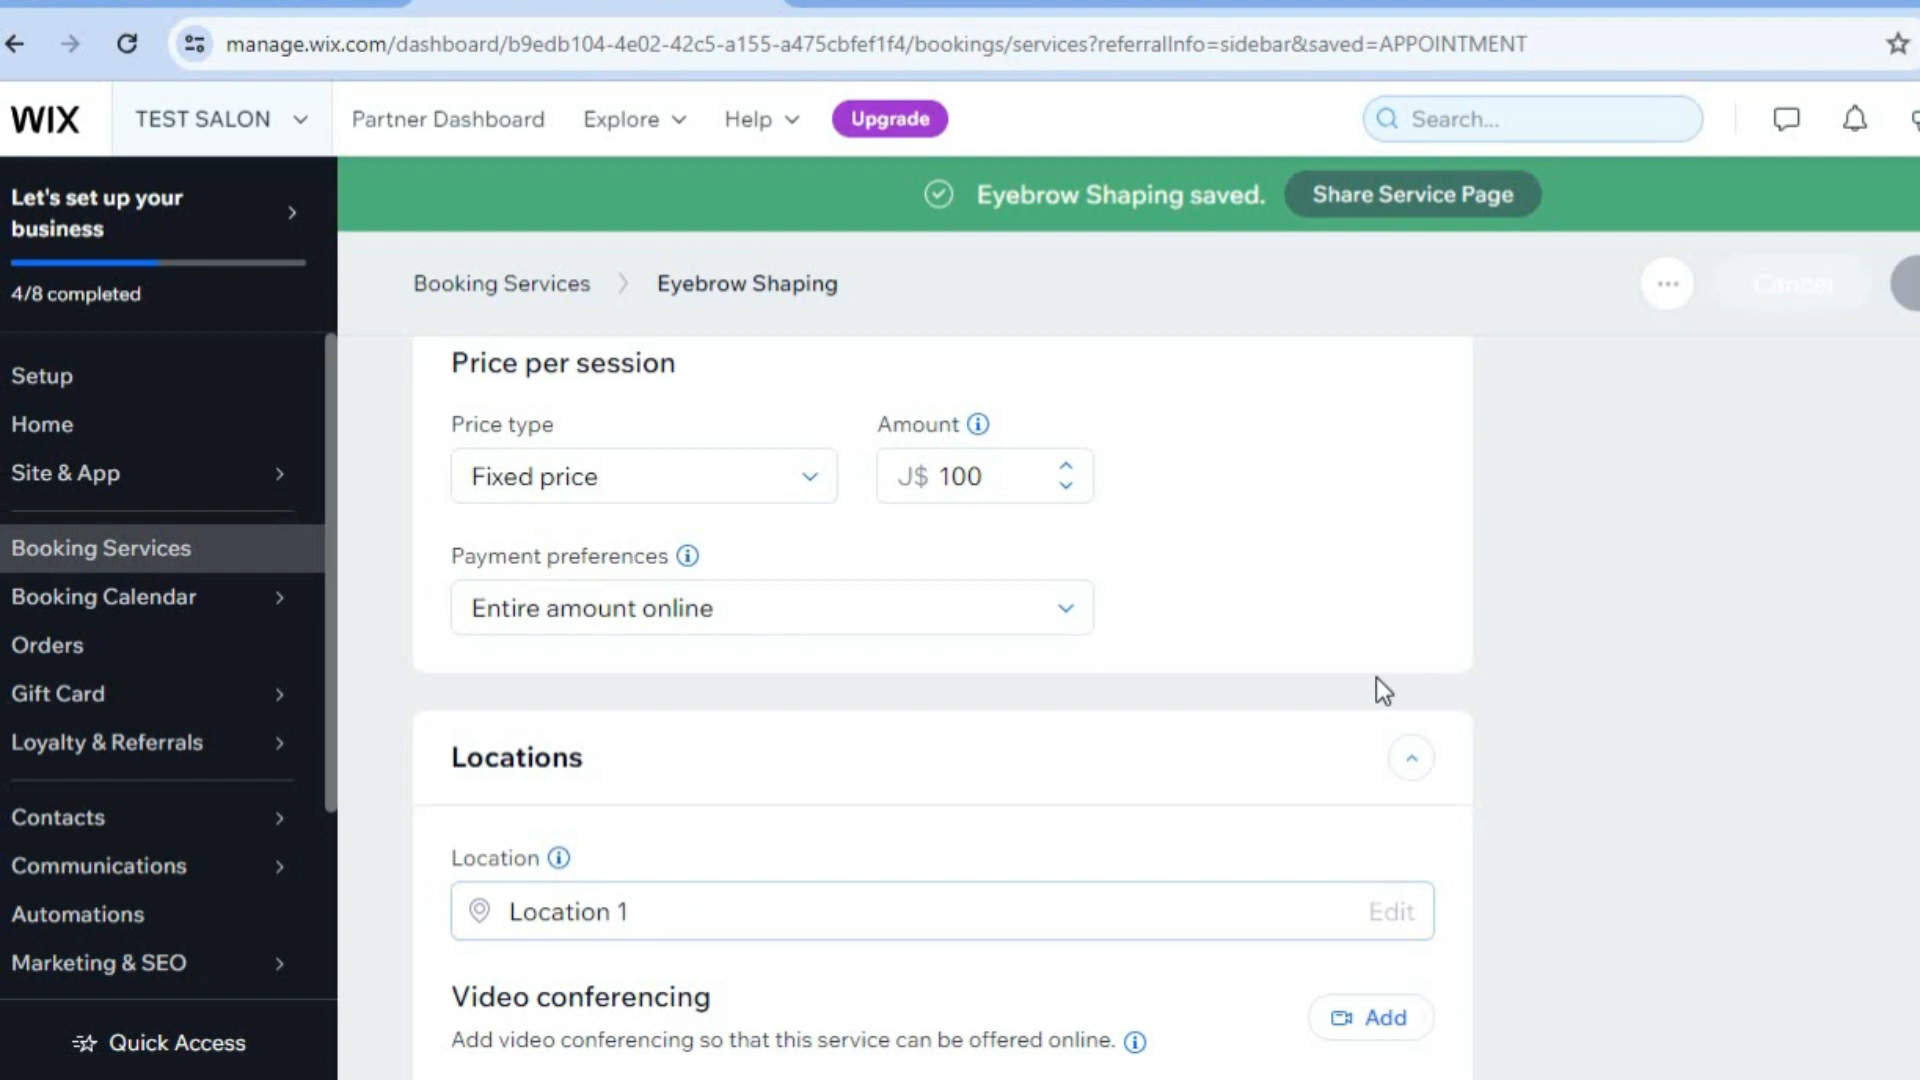 manage.wix.com/dashboard/b9edb104-4e02-42c5-a155-a475cbfef1f4/bookings/services?referralInfo=sidebar&saved=APPOINTMENT
WIX
TEST SALON
Partner Dashboard
Explore
Help
Upgrade
Search...
Let's set up your
business
4/8 completed
Eyebrow Shaping saved.
Share Service Page
Booking Services
Eyebrow Shaping
Cancel
Setup
Home
Site & App
Booking Services
Booking Calendar
Orders
Gift Card
Loyalty & Referrals
Contacts
Communications
Automations
Marketing & SEO
Quick Access
Price per session
Price type
Amount
Fixed price
J$ 100
Payment preferences
Entire amount online
Locations
Location
Location 1
Edit
Video conferencing
Add
Add video conferencing so that this service can be offered online.